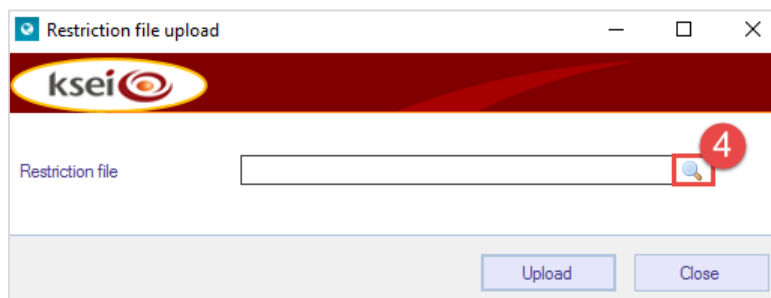 Restriction file upload
ksei
4
Restriction file
Upload
Close